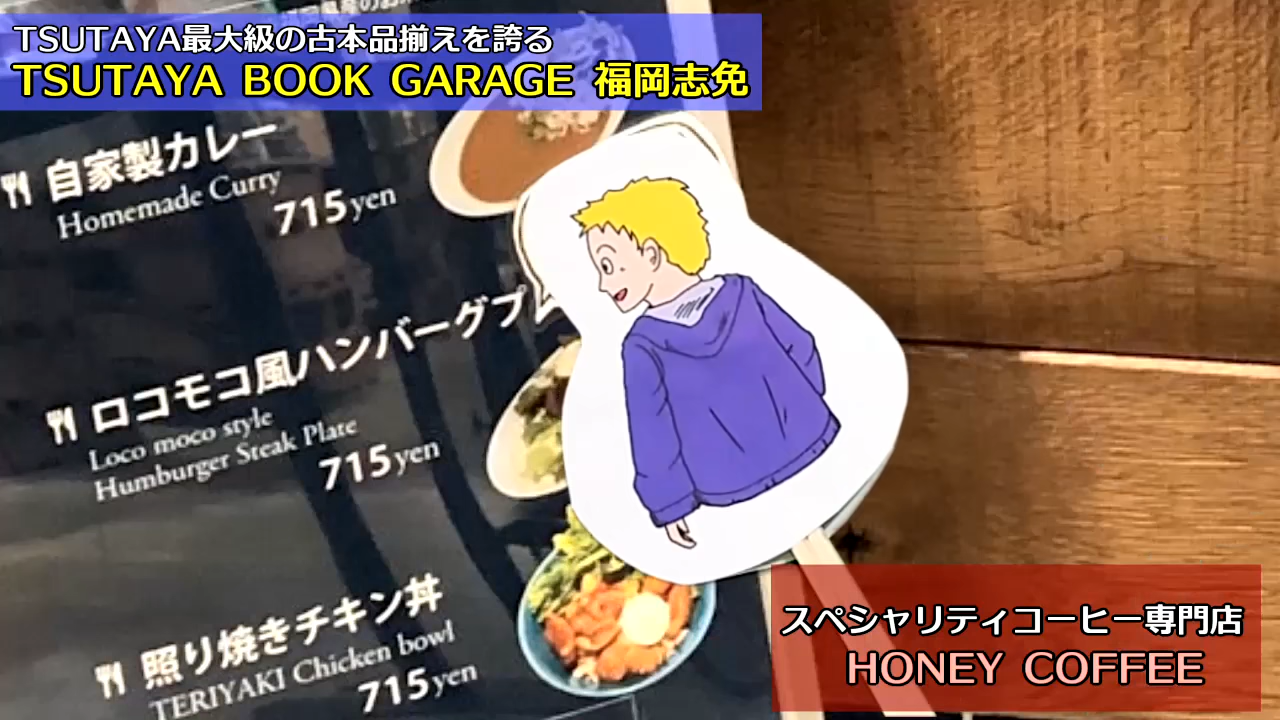 TSUTAYA最大級の古本品揃えを誇る
TSUTAYA BOOK GARAGE 福岡志免
自家製カレー
Homemade Curry
715yen
ロコモコ風ハンバーグプ
Loco moco style
Humburger Steak Plate
715yen
照り焼きチキン丼
TERIYAKI Chicken bowl
715yen
スペシャリティコーヒー専門店
HONEY COFFEE